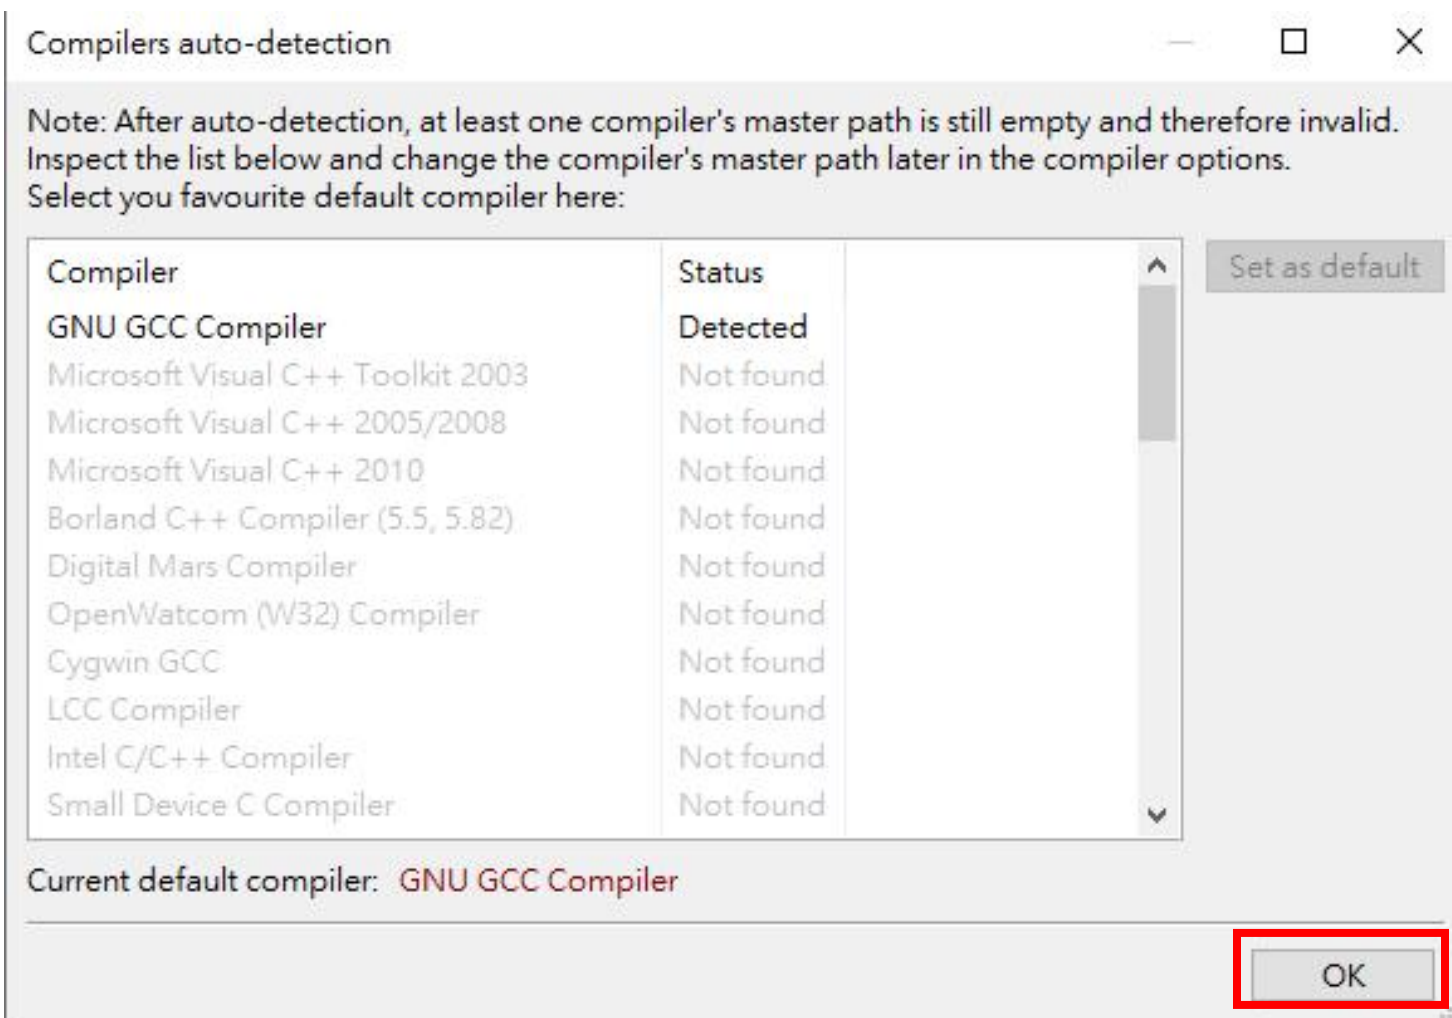 Compilers auto-detection
Note: After auto-detection, at least one compiler's master path is still empty and therefore invalid.
Inspect the list below and change the compiler's master path later in the compiler options.
Select you favourite default compiler here:
Compiler Status
Set as default
GNU GCC Compiler Detected
Microsoft Visual C++ Toolkit 2003 Not found
Microsoft Visual C++ 2005/2008 Not found
Microsoft Visual C++ 2010 Not found
Borland C++ Compiler (5.5, 5.82) Not found
Digital Mars Compiler Not found
OpenWatcom (W32) Compiler Not found
Cygwin GCC Not found
LCC Compiler Not found
Intel C/C++ Compiler Not found
Small Device C Compiler Not found
Current default compiler: GNU GCC Compiler
OK